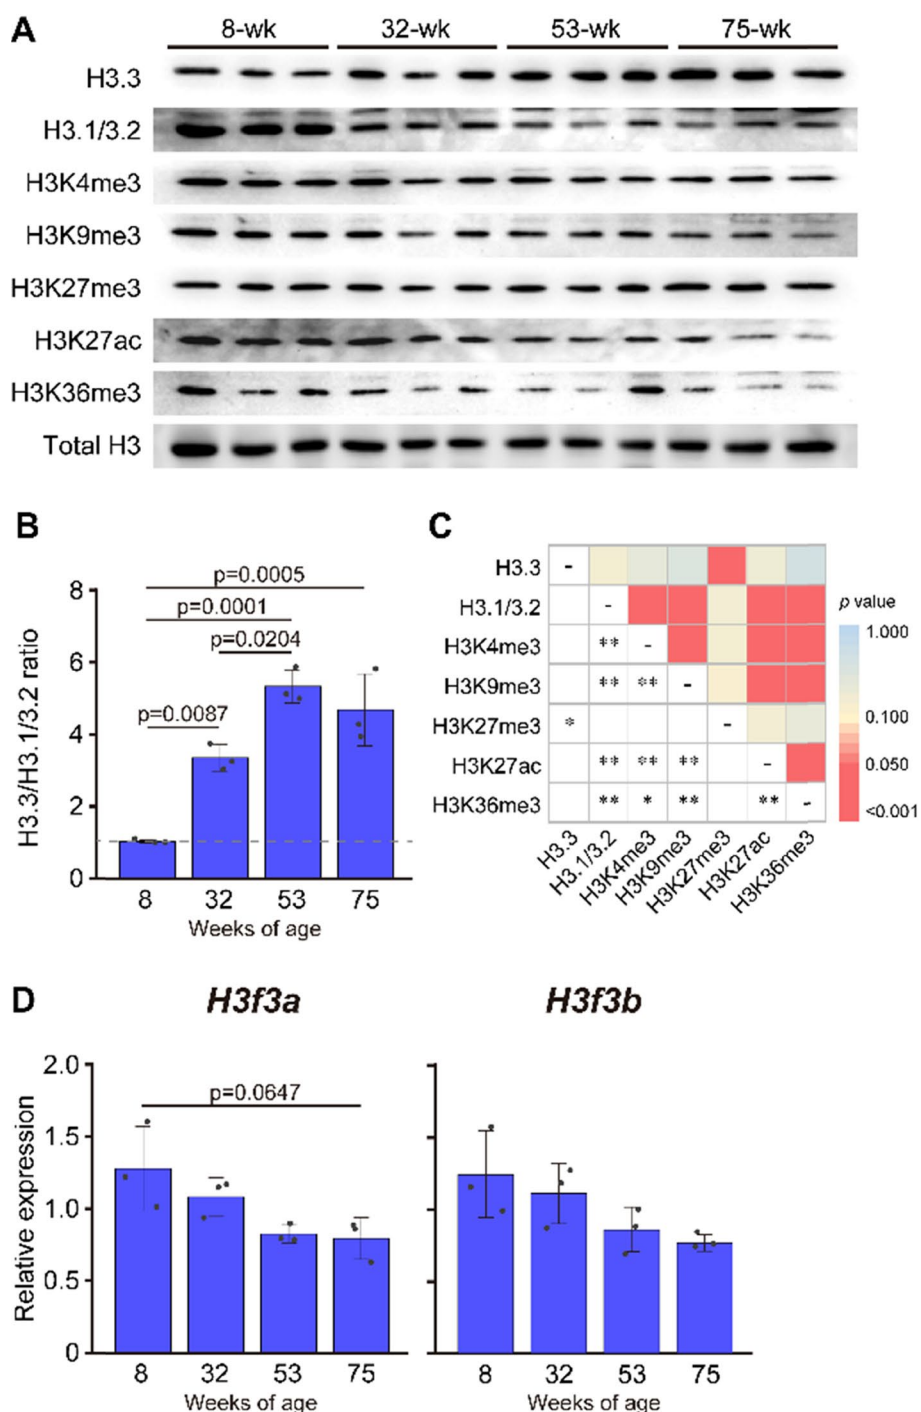 A
8-wk 32-wk 53-wk 75-wk
H3.3
H3.1/3.2
H3K4me3
H3K9me3
H3K27me3
H3K27ac
H3K36me3
Total H3
B
H3.3/H3.1/3.2 ratio
8
6
4
2
0
p=0.0005
p=0.0001
p=0.0204
p=0.0087
8 32 53 75
Weeks of age
C
H3.3 -
H3.1/3.2 -
H3K4me3 ** -
H3K9me3 ** ** -
H3K27me3 * -
H3K27ac ** ** ** -
H3K36me3 ** * ** ** -
H3.3 H3.1/3.2 H3K4me3 H3K9me3 H3K27me3 H3K27ac H3K36me3
p value
1.000
0.100
0.050
<0.001
D
H3f3a H3f3b
Relative expression
2.0
1.5
1.0
0.5
0
p=0.0647
8 32 53 75
Weeks of age
8 32 53 75
Weeks of age